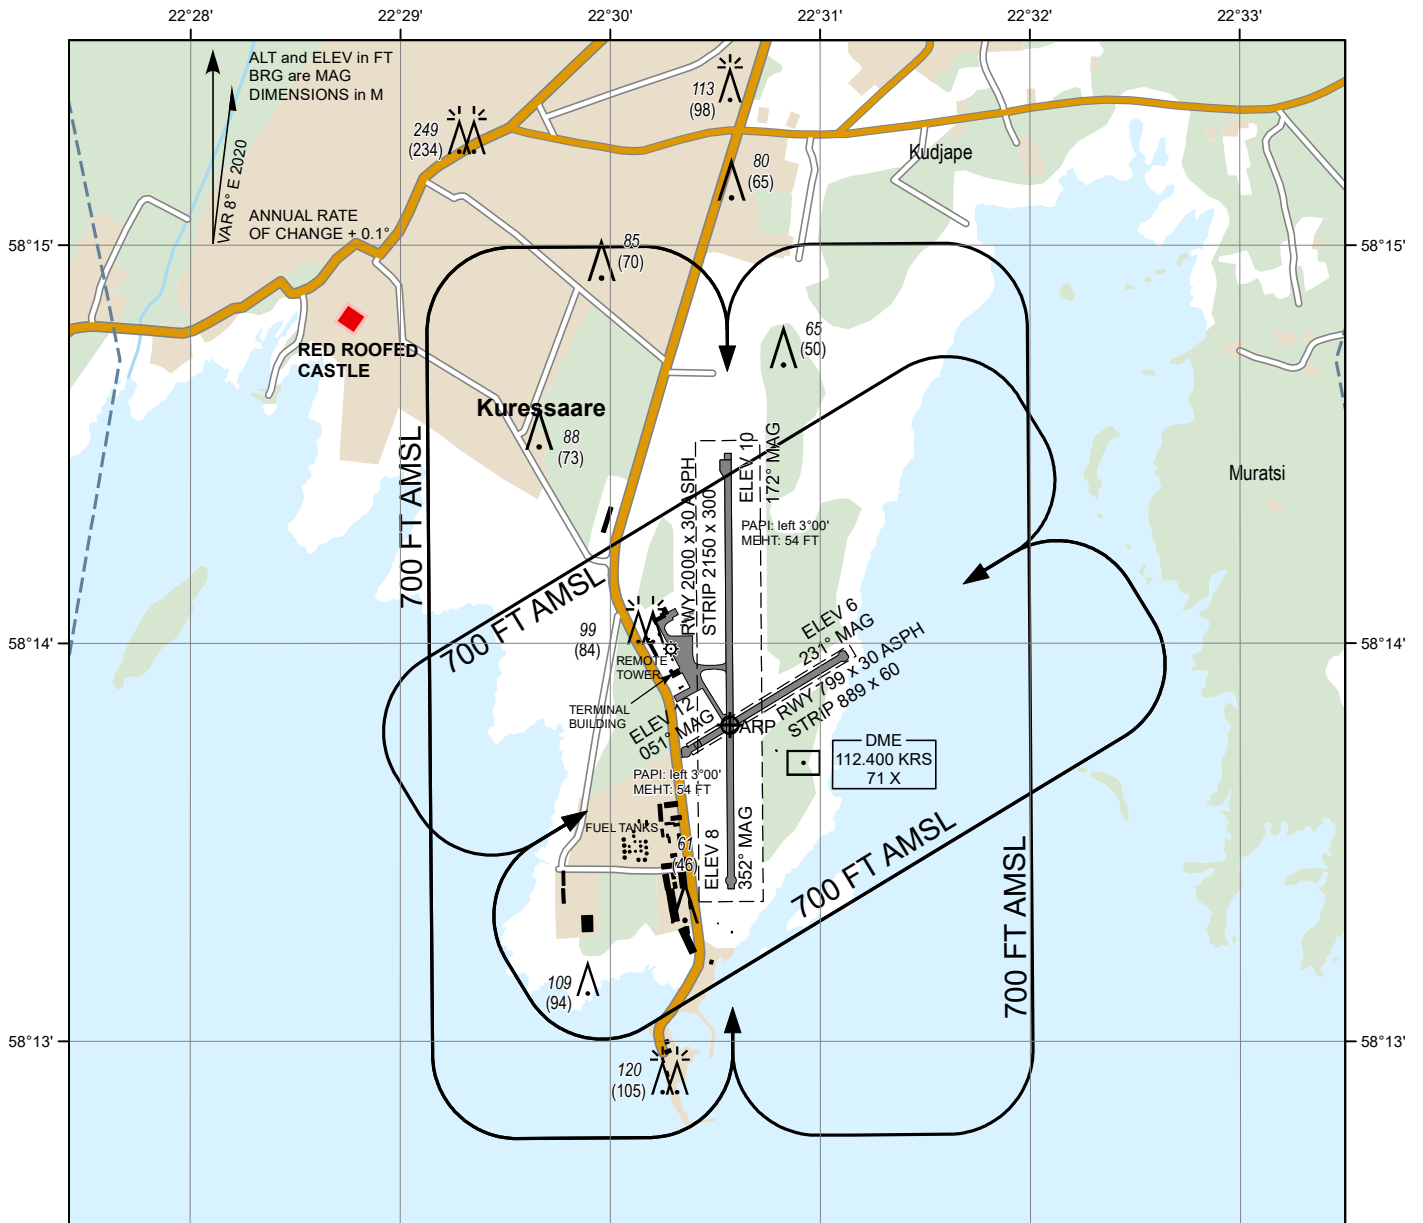 22°28'
22°29'
22°30'
22°31'
22°32'
22°33'
ALT and ELEV in FT
BRG are MAG
DIMENSIONS in M
VAR 8° E 2020
ANNUAL RATE
OF CHANGE + 0.1°
249
(234)
113
(98)
80
(65)
Kudjape
58°15'
58°15'
85
(70)
65
(50)
RED ROOFED
CASTLE
Kuressaare
88
(73)
Muratsi
700 FT AMSL
700 FT AMSL
RWY 2000 x 30 ASPH
STRIP 2150 x 300
ELEV 10
172° MAG
PAPI: left 3°00'
MEHT: 54 FT
58°14'
58°14'
99
(84)
REMOTE
TOWER
TERMINAL
BUILDING
ELEV 12
051° MAG
ELEV 6
231° MAG
RWY 799 x 30 ASPH
STRIP 889 x 60
ARP
DME
112.400 KRS
71 X
PAPI: left 3°00'
MEHT: 54 FT
FUEL TANKS
61
(46)
ELEV 8
352° MAG
700 FT AMSL
700 FT AMSL
109
(94)
58°13'
58°13'
120
(105)